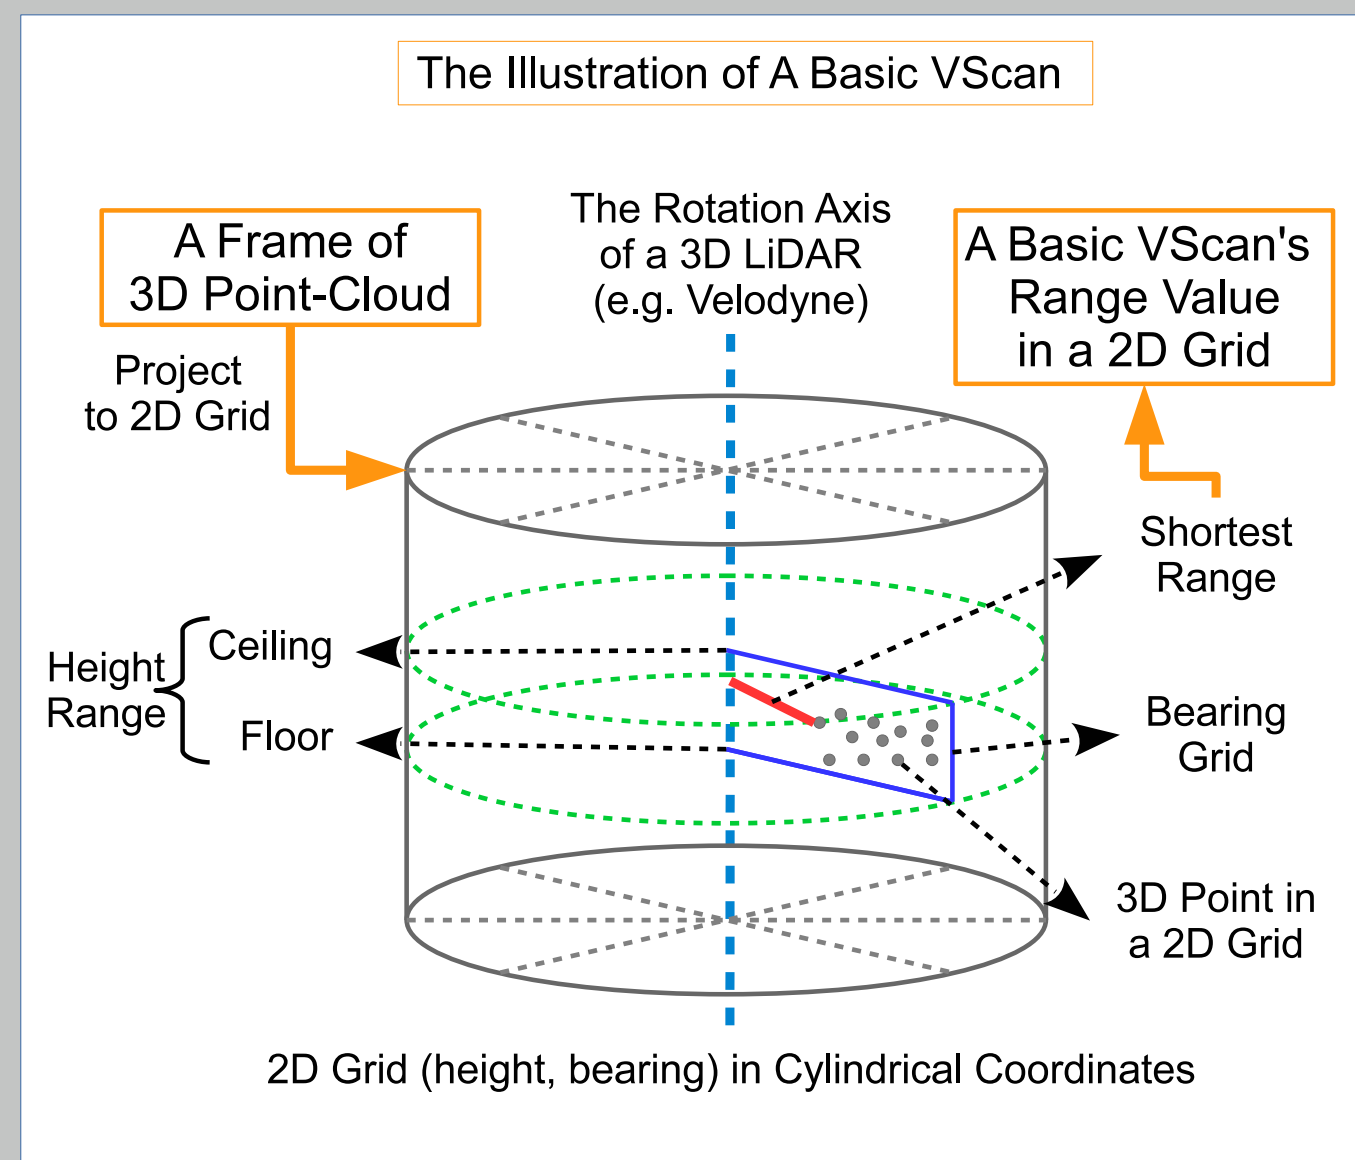 The Illustration of A Basic VScan
A Frame of
3D Point-Cloud
Project
to 2D Grid
The Rotation Axis
of a 3D LiDAR
(e.g. Velodyne)
A Basic VScan's
Range Value
in a 2D Grid
Shortest
Range
Height
Range
Ceiling
Floor
Bearing
Grid
3D Point in
a 2D Grid
2D Grid (height, bearing) in Cylindrical Coordinates